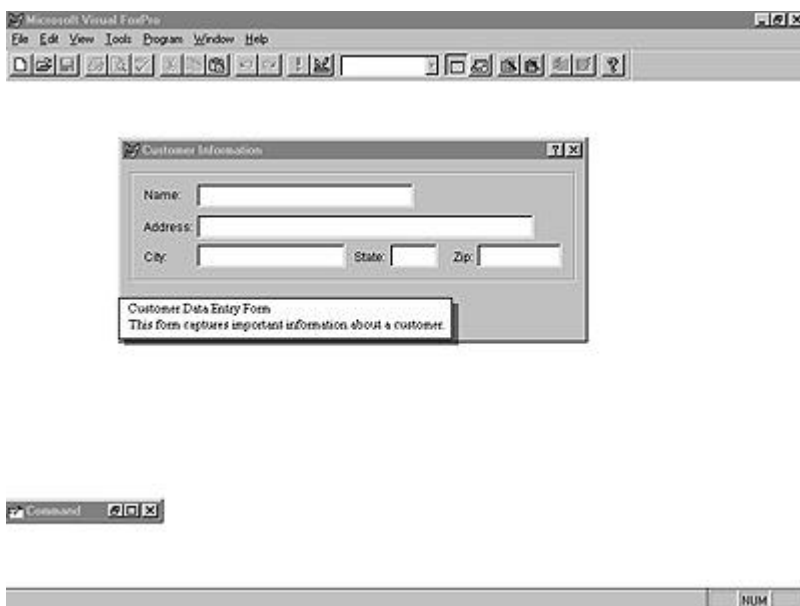 Microsoft Visual FoxPro
File Edit View Tools Program Window Help
Customer Information
Name:
Address:
City: State: Zip:
Customer Data Entry Form
This form captures important information about a customer.
Command
NUM